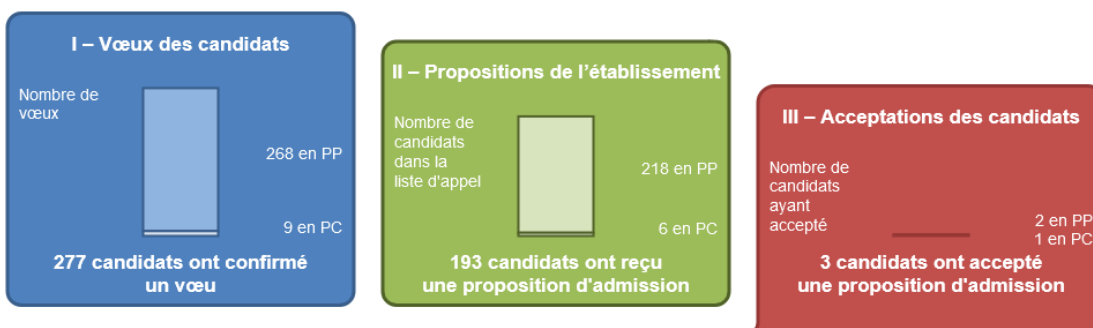 I – Vœux des candidats
Nombre de
vœux
268 en PP
9 en PC
277 candidats ont confirmé
un vœu
II – Propositions de l'établissement
Nombre de
candidats
dans la
liste d'appel
218 en PP
6 en PC
193 candidats ont reçu
une proposition d'admission
III – Acceptations des candidats
Nombre de
candidats
ayant
accepté
2 en PP
1 en PC
3 candidats ont accepté
une proposition d'admission